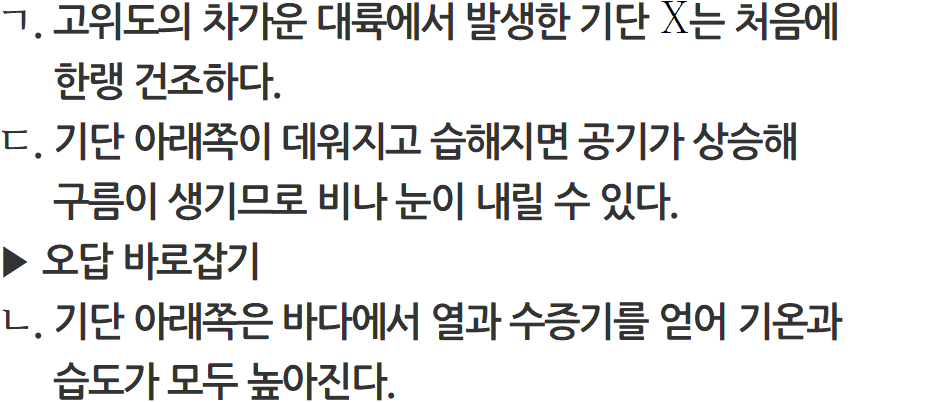 ㄱ. 고위도의 차가운 대륙에서 발생한 기단 X는 처음에
한랭 건조하다.
ㄷ. 기단 아래쪽이 데워지고 습해지면 공기가 상승해
구름이 생기므로 비나 눈이 내릴 수 있다.
▶ 오답 바로잡기
ㄴ. 기단 아래쪽은 바다에서 열과 수증기를 얻어 기온과
습도가 모두 높아진다.